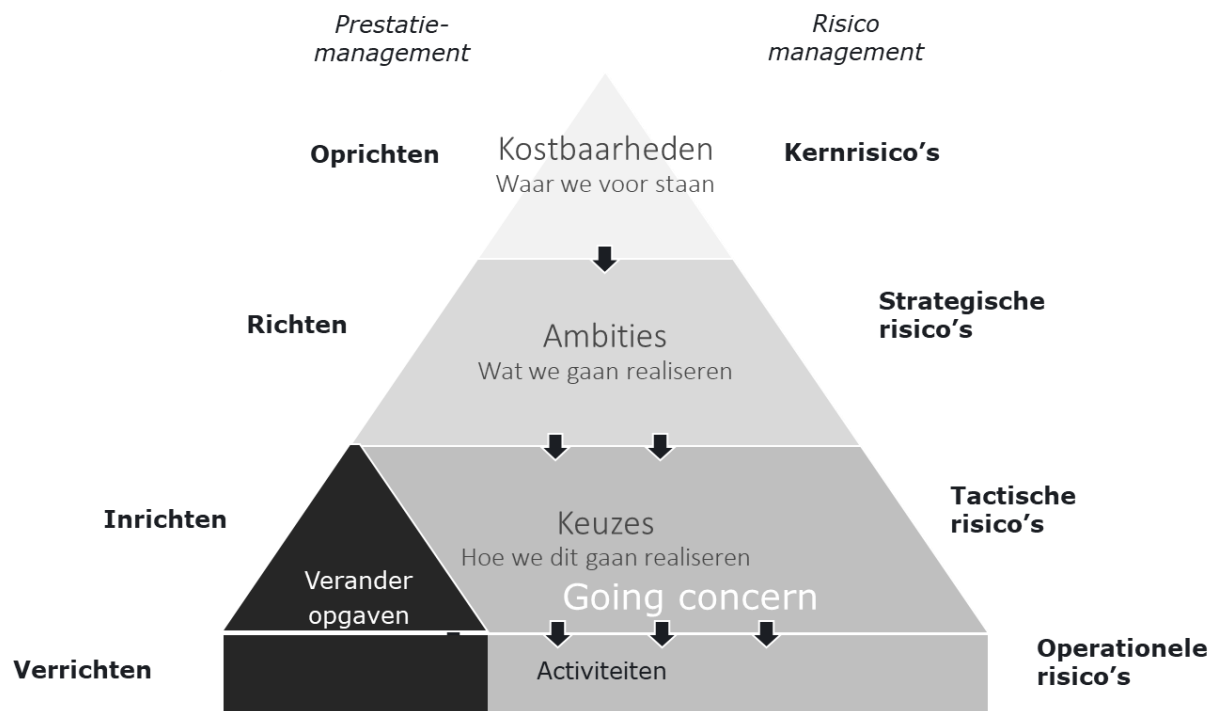 Prestatie-
management
Risico
management
Oprichten
Kostbaarheden
Waar we voor staan
Kernrisico’s
Richten
Ambities
Wat we gaan realiseren
Strategische
risico’s
Inrichten
Keuzes
Hoe we dit gaan realiseren
Tactische
risico’s
Verander
opgaven
Going concern
Verrichten
Activiteiten
Operationele
risico’s